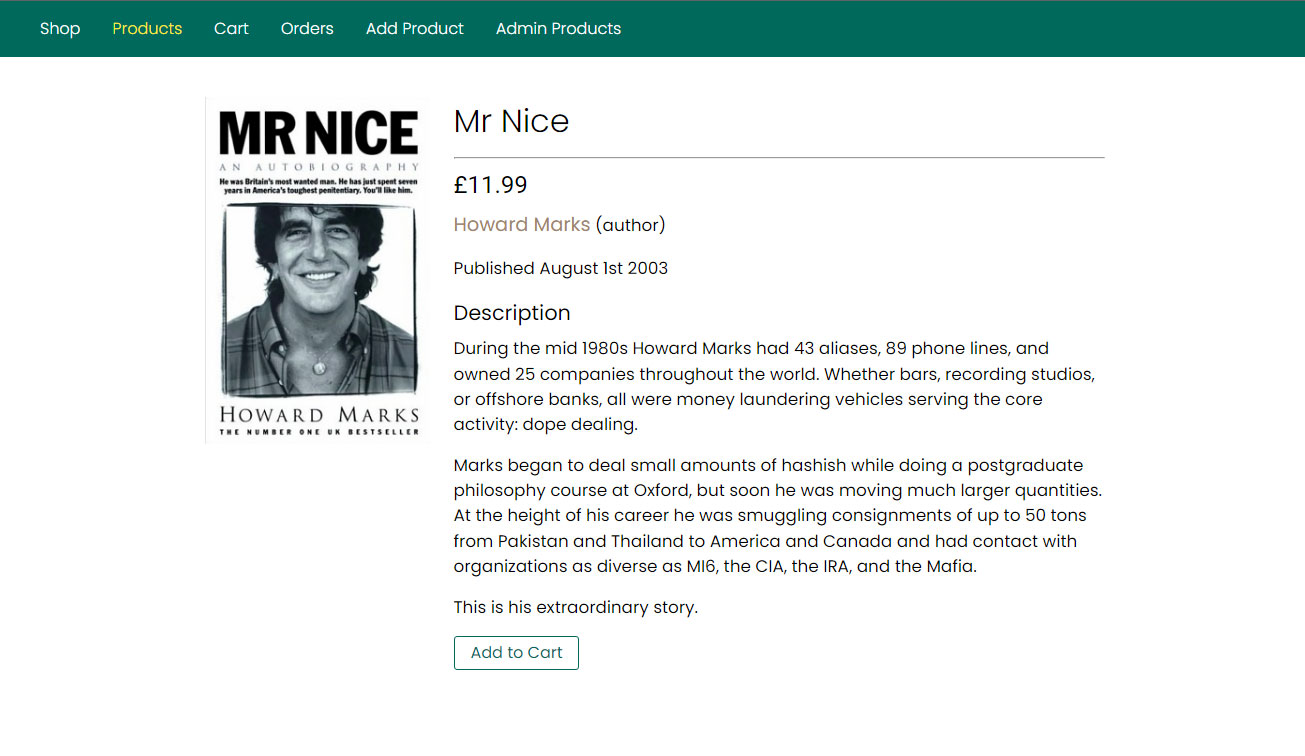 Shop Products Cart Orders Add Product Admin Products
MR NICE
AN AUTOBIOGRAPHY
He was Britain's most wanted man. He has just spent seven
years in America's toughest penitentiary. You'll like him.
HOWARD MARKS
THE NUMBER ONE UK BESTSELLER
Mr Nice
£11.99
Howard Marks (author)
Published August 1st 2003
Description
During the mid 1980s Howard Marks had 43 aliases, 89 phone lines, and
owned 25 companies throughout the world. Whether bars, recording studios,
or offshore banks, all were money laundering vehicles serving the core
activity: dope dealing.
Marks began to deal small amounts of hashish while doing a postgraduate
philosophy course at Oxford, but soon he was moving much larger quantities.
At the height of his career he was smuggling consignments of up to 50 tons
from Pakistan and Thailand to America and Canada and had contact with
organizations as diverse as MI6, the CIA, the IRA, and the Mafia.
This is his extraordinary story.
Add to Cart